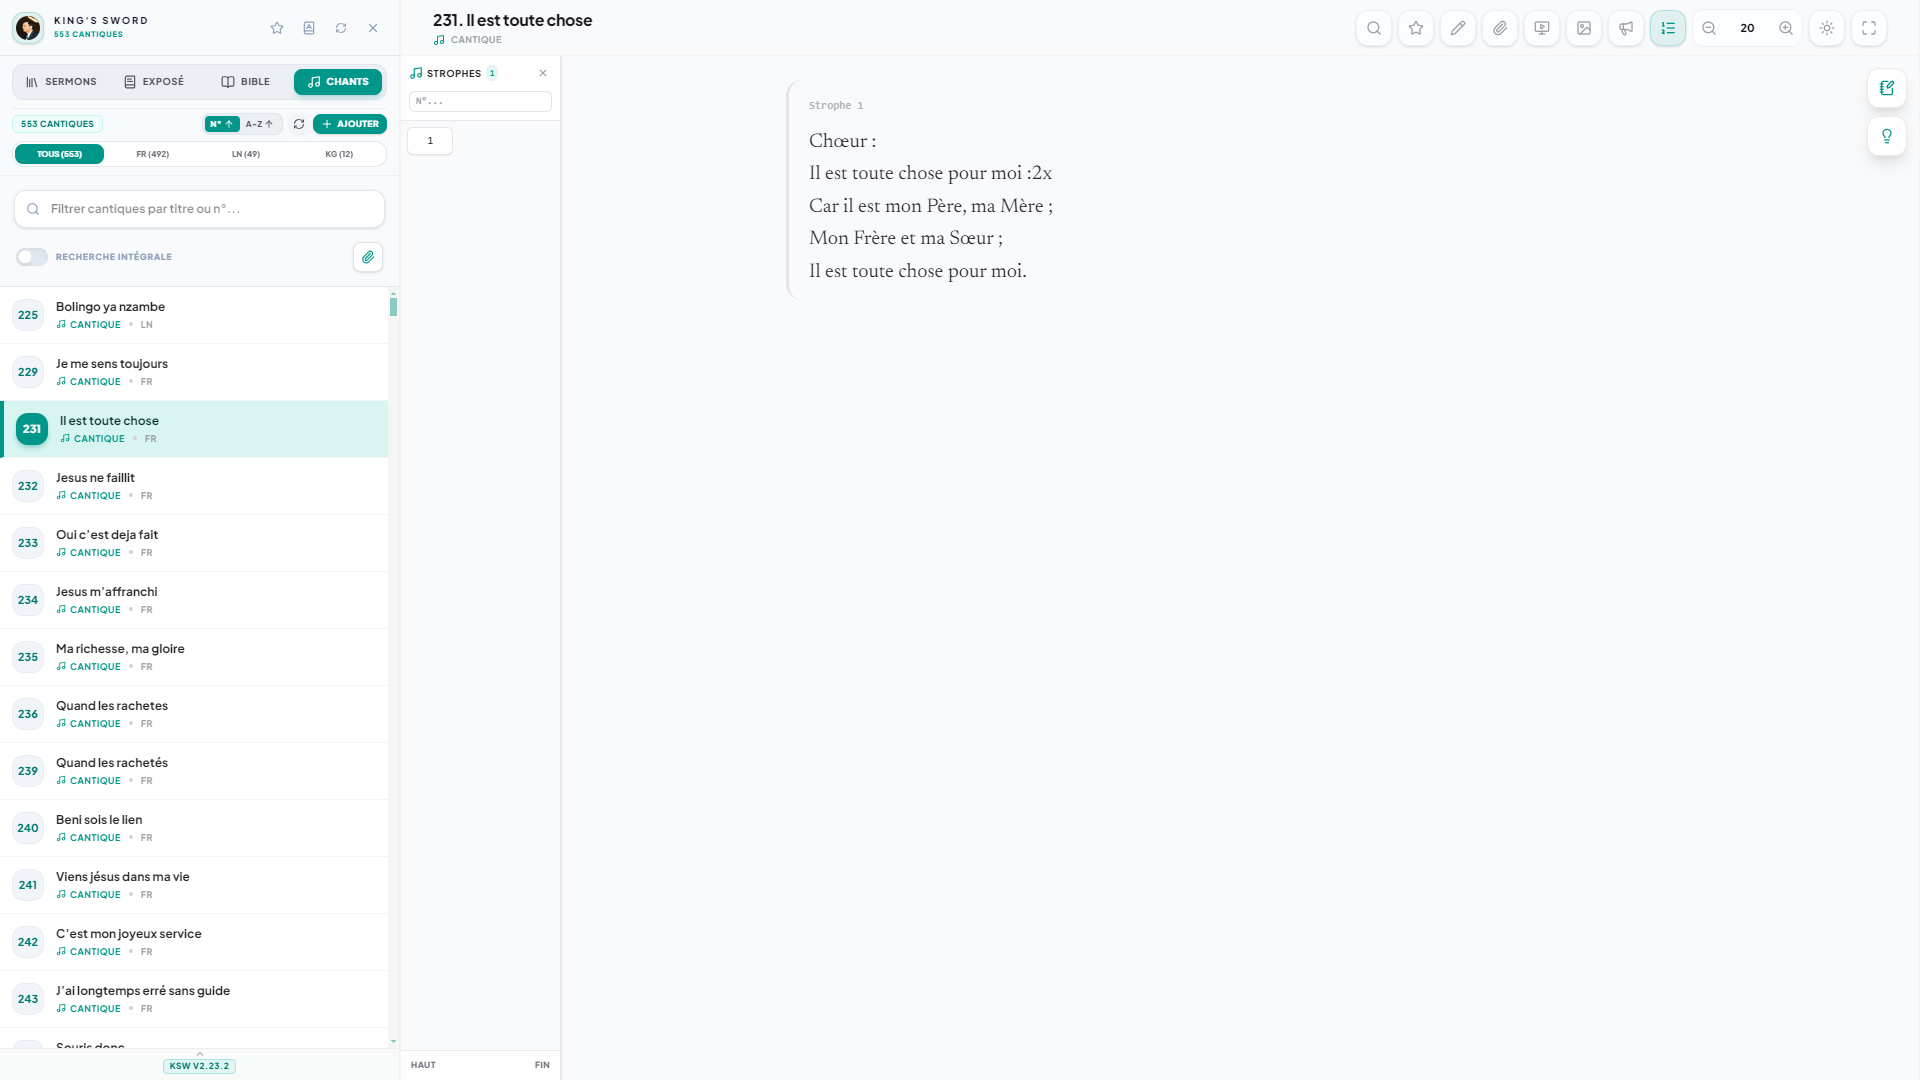 KING'S SWORD
553 CANTIQUES
SERMONS
EXPOSÉ
BIBLE
CHANTS
553 CANTIQUES
N° ↑
A-Z ↑
AJOUTER
TOUS (553)
FR (492)
LN (49)
KG (12)
Filtrer cantiques par titre ou n°...
RECHERCHE INTÉGRALE
225
Bolingo ya nzambe
CANTIQUE • LN
229
Je me sens toujours
CANTIQUE • FR
231
Il est toute chose
CANTIQUE • FR
232
Jesus ne faillit
CANTIQUE • FR
233
Oui c'est deja fait
CANTIQUE • FR
234
Jesus m'affranchi
CANTIQUE • FR
235
Ma richesse, ma gloire
CANTIQUE • FR
236
Quand les rachetes
CANTIQUE • FR
239
Quand les rachetés
CANTIQUE • FR
240
Beni sois le lien
CANTIQUE • FR
241
Viens jésus dans ma vie
CANTIQUE • FR
242
C'est mon joyeux service
CANTIQUE • FR
243
J'ai longtemps erré sans guide
CANTIQUE • FR
Souris donc
KSW V2.23.2
231. Il est toute chose
CANTIQUE
20
STROPHES 1
N°...
1
HAUT
FIN
Strophe 1
Chœur :
Il est toute chose pour moi :2x
Car il est mon Père, ma Mère ;
Mon Frère et ma Sœur ;
Il est toute chose pour moi.